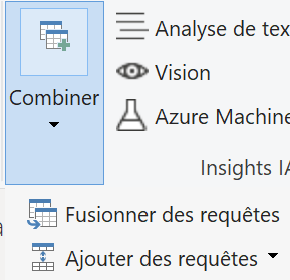 Analyse de tex
Vision
Combiner
Azure Machine
Insights IA
Fusionner des requêtes
Ajouter des requêtes